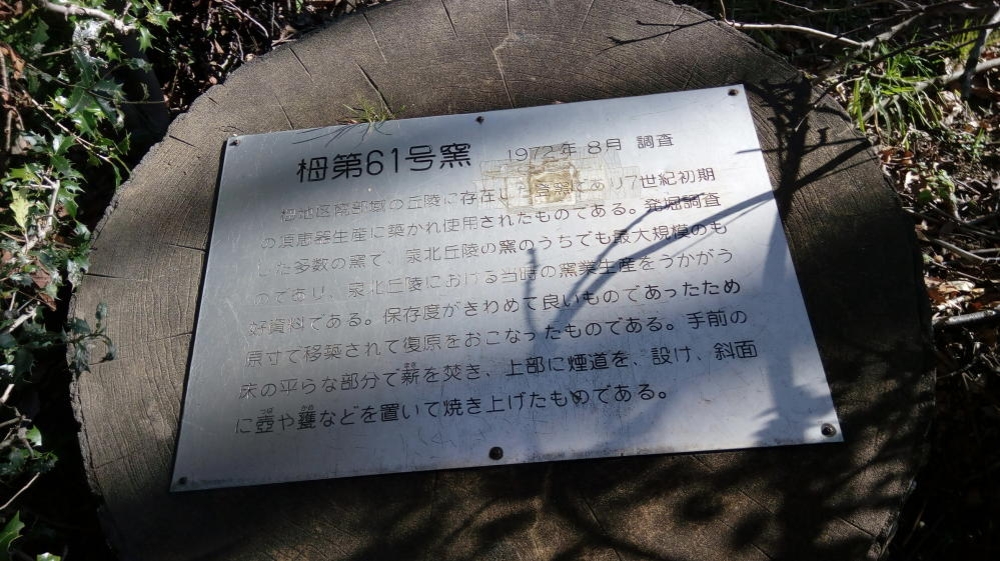 栂第61号窯 1972年8月 調査
栂地区南部域の丘陵に存在し 7世紀初期
の須恵器生産に築かれ使用されたものである。発掘調査
した多数の窯で、泉北丘陵の窯のうちでも最大規模のも
のであり、泉北丘陵における当時の窯業生産をうかがう
好資料である。保存度がきわめて良いものであったため
原寸で移築されて復原をおこなったものである。手前の
床の平らな部分で薪を焚き、上部に煙道を、設け、斜面
に壺や甕などを置いて焼き上げたものである。